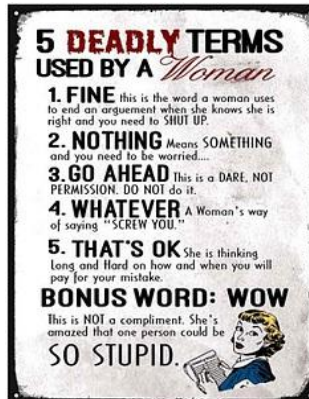 5 DEADLY TERMS
USED BY A Woman
1. FINE this is the word a woman uses
to end an arguement when she knows she is
right and you need to SHUT UP.
2. NOTHING Means SOMETHING
and you need to be worried....
3.GO AHEAD This is a DARE, NOT
PERMISSION. DO NOT do it.
4. WHATEVER A Woman's way
of saying "SCREW YOU."
5. THAT'S OK She is thinking
Long and Hard on how and when you will
pay for your mistake.
BONUS WORD: WOW
This is NOT a compliment. She's
amazed that one person could be
SO STUPID.